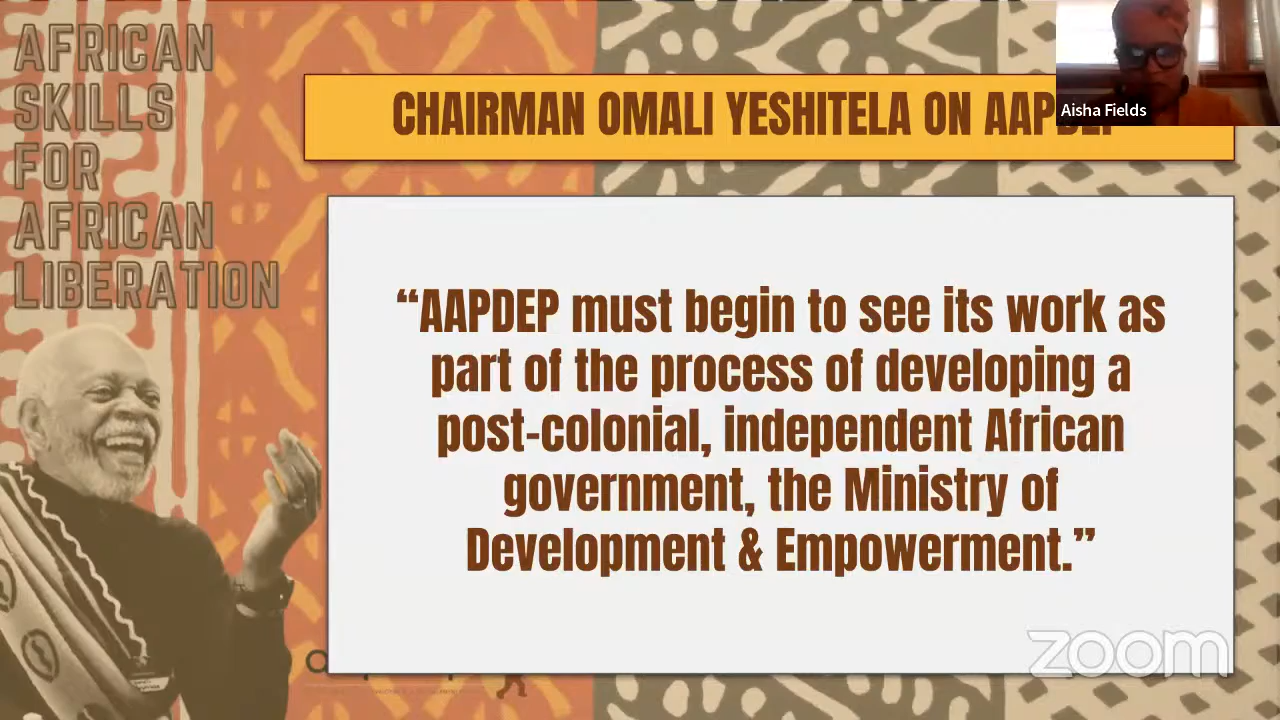 AFRICAN
SKILLS
FOR
AFRICAN
LIBERATION
CHAIRMAN OMALI YESHITELA ON AAPDEP
Aisha Fields
“AAPDEP must begin to see its work as
part of the process of developing a
post-colonial, independent African
government, the Ministry of
Development & Empowerment.”
zoom